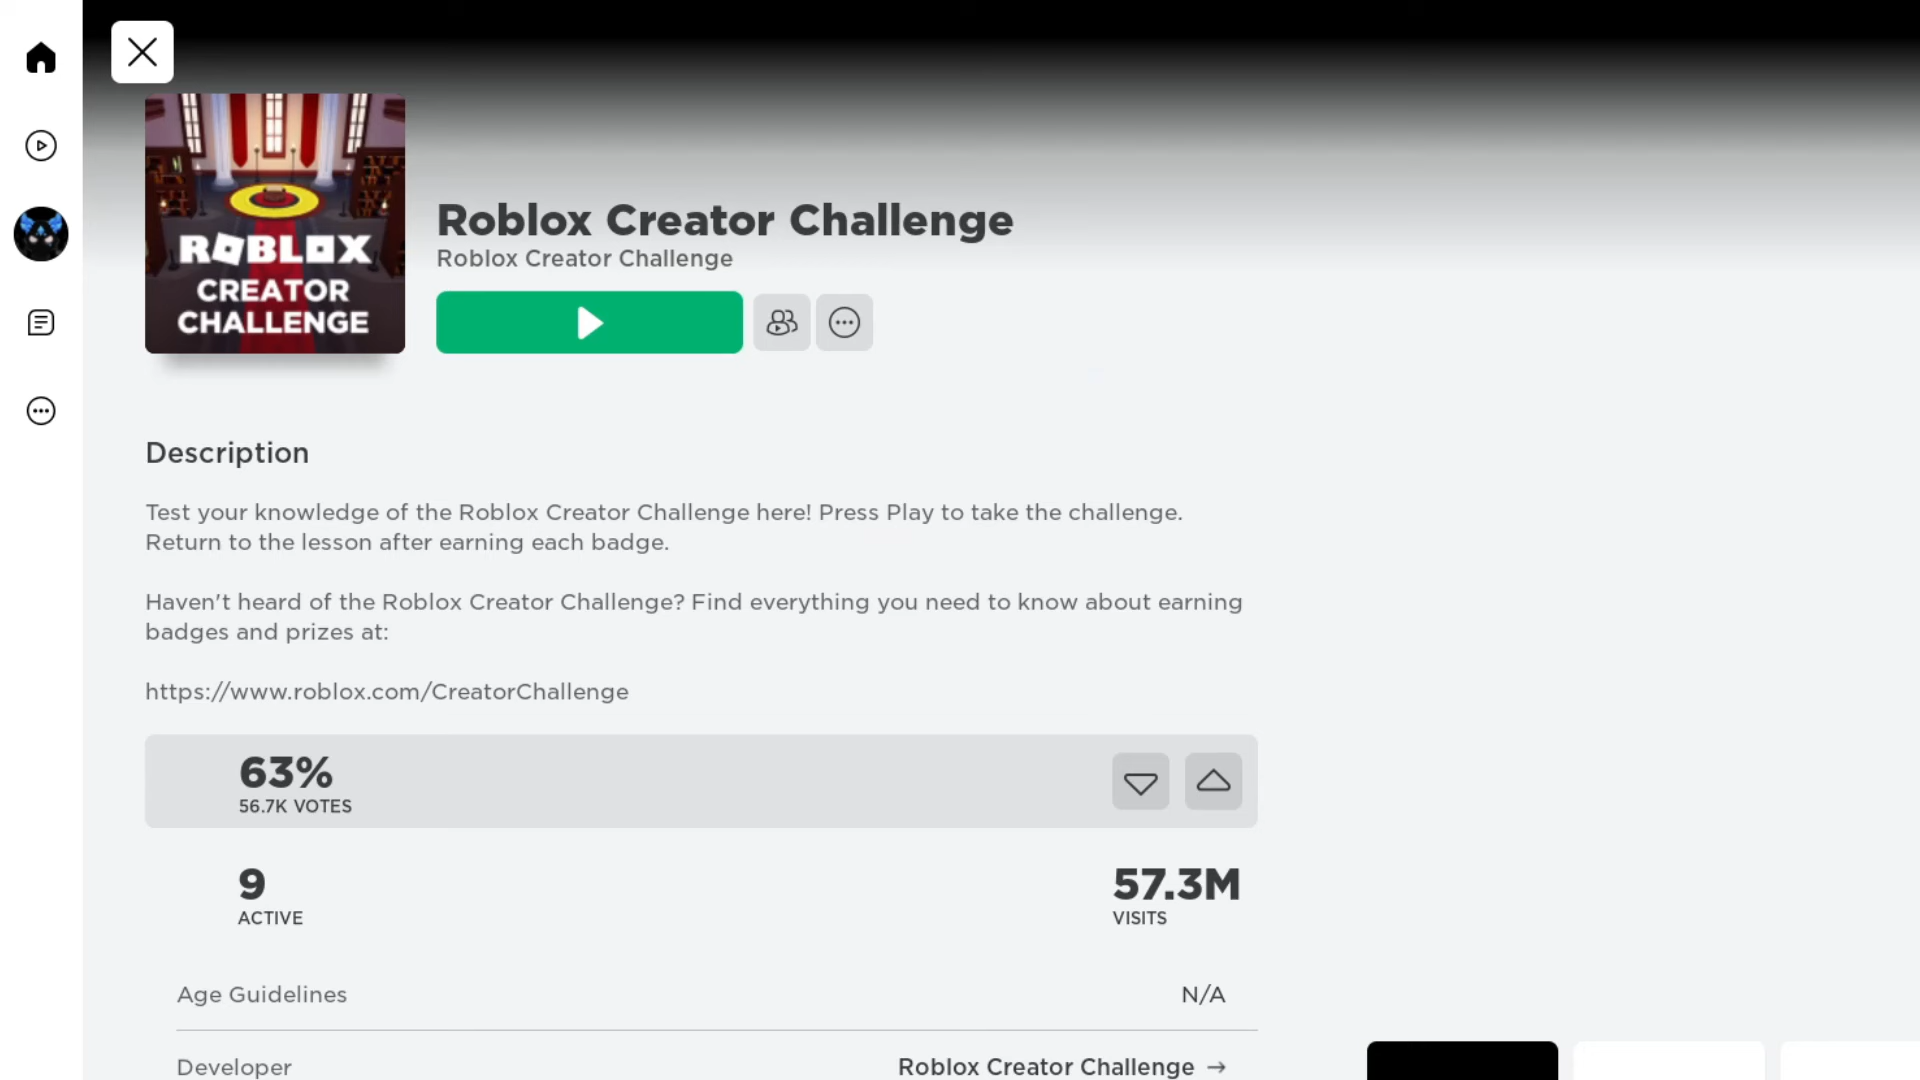 ROBLOX
CREATOR
CHALLENGE
Roblox Creator Challenge
Roblox Creator Challenge
Description
Test your knowledge of the Roblox Creator Challenge here! Press Play to take the challenge.
Return to the lesson after earning each badge.
Haven't heard of the Roblox Creator Challenge? Find everything you need to know about earning
badges and prizes at:
https://www.roblox.com/CreatorChallenge
63%
56.7K VOTES
9
ACTIVE
57.3M
VISITS
Age Guidelines N/A
Developer Roblox Creator Challenge →